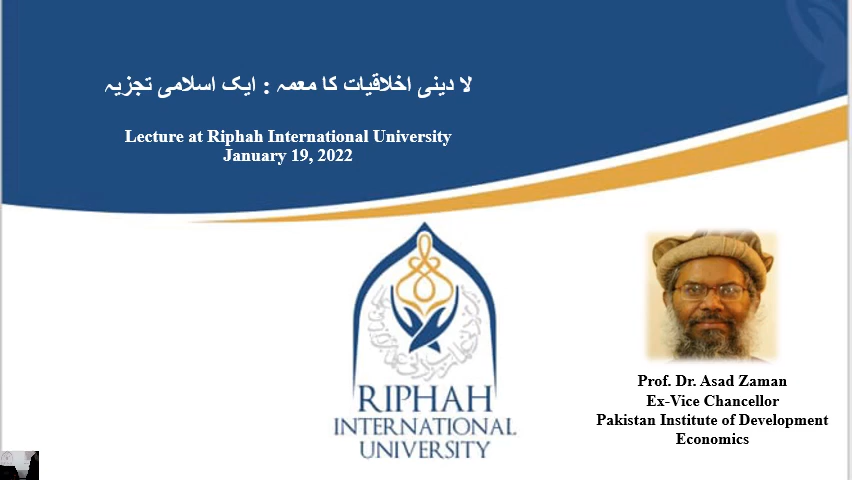 لا دینی اخلاقیات کا معمہ : ایک اسلامی تجزیہ
Lecture at Riphah International University
January 19, 2022
RIPHAH
INTERNATIONAL
UNIVERSITY
Prof. Dr. Asad Zaman
Ex-Vice Chancellor
Pakistan Institute of Development
Economics